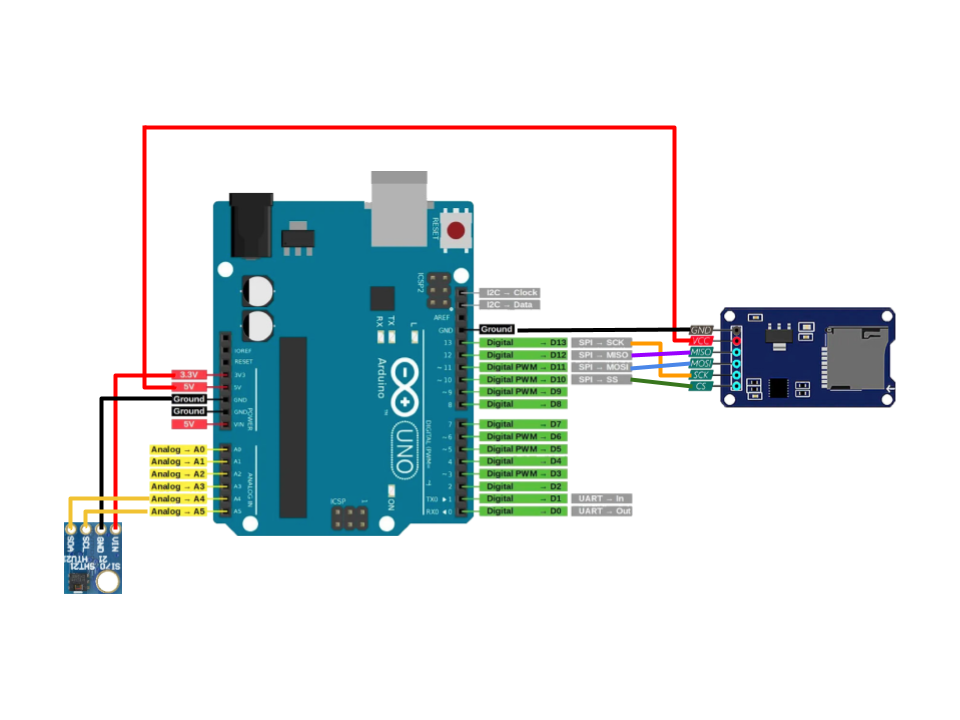 RESET
ICSP2
I2C → Clock
I2C → Data
AREF
GND
Ground
13
Digital → D13
SPI → SCK
12
Digital → D12
SPI → MISO
~11
Digital PWM → D11
SPI → MOSI
~10
Digital PWM → D10
SPI → SS
~9
Digital PWM → D9
8
Digital → D8
7
Digital → D7
~6
Digital PWM → D6
~5
Digital PWM → D5
4
Digital → D4
~3
Digital PWM → D3
2
Digital → D2
TX0 ▶ 1
Digital → D1
UART → In
RX0 ◀ 0
Digital → D0
UART → Out
GND
VCC
MISO
MOSI
SCK
CS
RX
TX
L
Arduino
UNO
DIGITAL (PWM~)
ON
ICSP
1
IOREF
RESET
3.3V
3V3
5V
5V
Ground
GND
Ground
GND
5V
VIN
POWER
Analog → A0
A0
Analog → A1
A1
Analog → A2
A2
Analog → A3
A3
Analog → A4
A4
Analog → A5
A5
ANALOG IN
SDA
SCL
GND
VIN
HTU21
SHT21
SI70
21